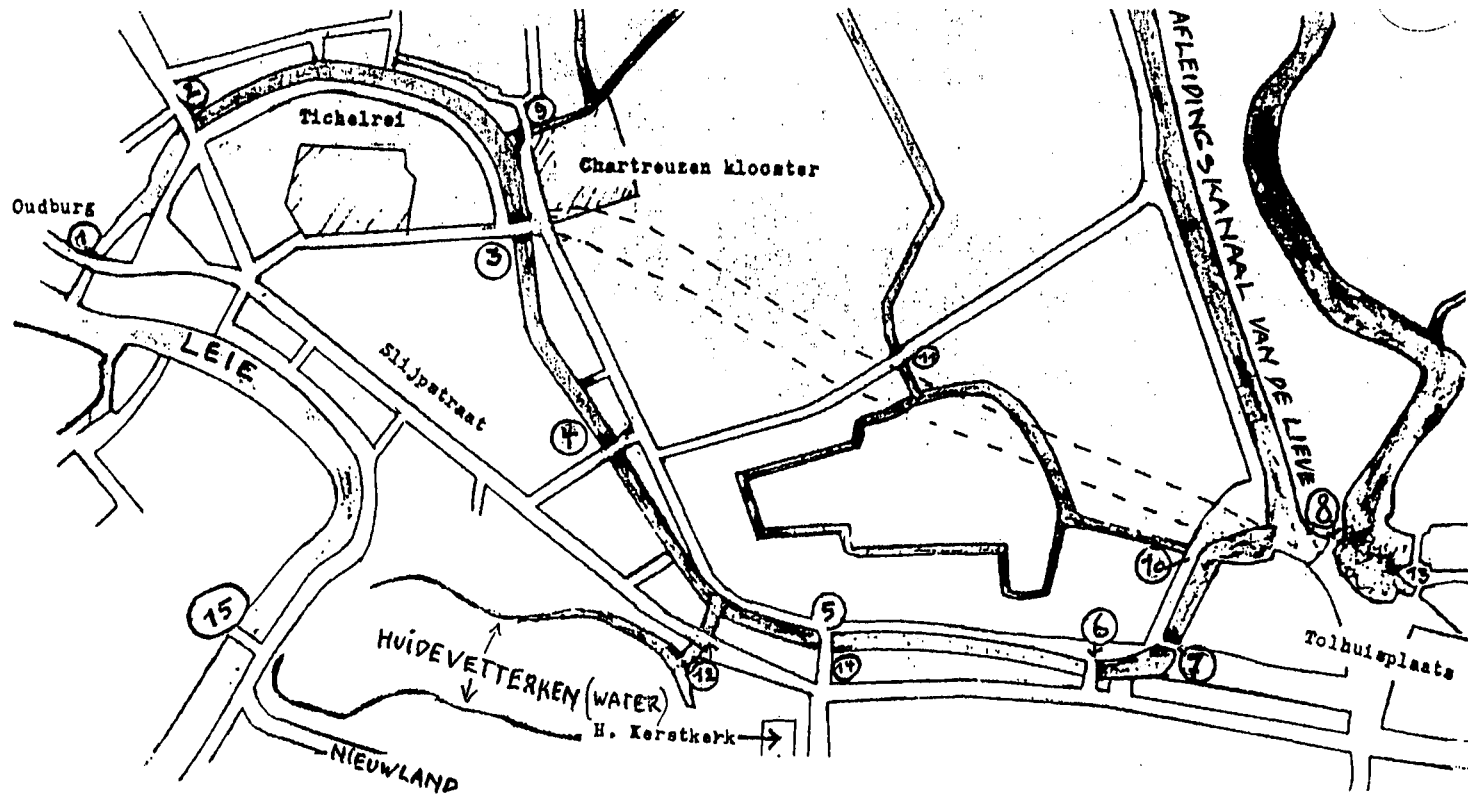 2
Tichelrei
9
Chartreuzen klooster
Oudburg
1
3
AFLEIDINGSKANAAL VAN DE LIEVE
LEIE
Slijpstraat
4
11
8
10
13
15
5
6
HUIDEVETTERKEN (WATER)
12
14
7
Tolhuisplaats
H. Kerstkerk
NIEUWLAND